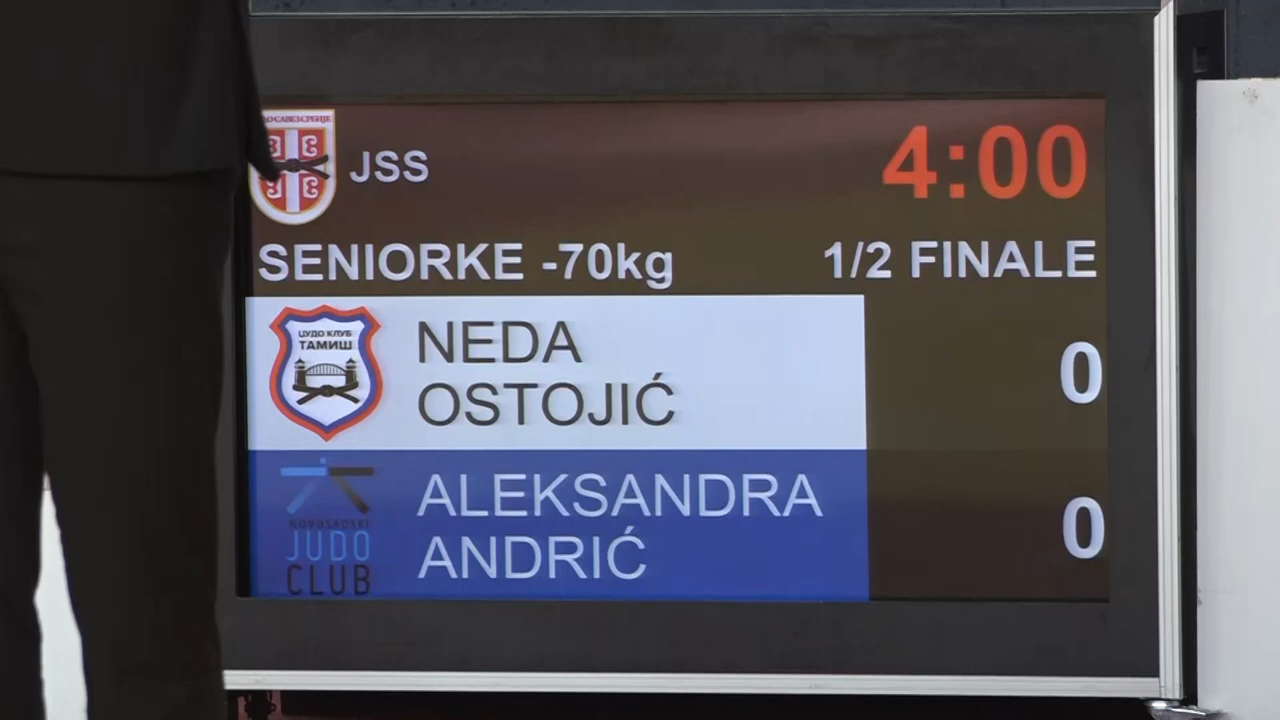 JSS
4:00
SENIORKE -70kg
1/2 FINALE
ЏУДО КЛУБ
ТАМИШ
NEDA
OSTOJIĆ
0
NOVOSADSKI
JUDO
CLUB
ALEKSANDRA
ANDRIĆ
0